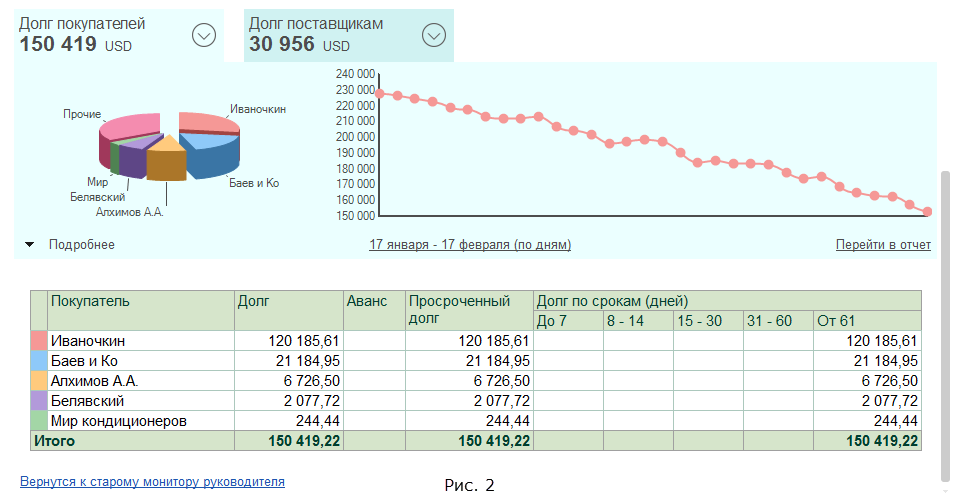 Долг покупателей Долг поставщикам
150 419 USD 30 956 USD
240 000
230 000
220 000
210 000
200 000
190 000
180 000
170 000
160 000
150 000
Прочие
Иваночкин
Мир
Белявский
Алхимов А.А.
Баев и Ко
Подробнее 17 января - 17 февраля (по дням) Перейти в отчет
Покупатель Долг Аванс Просроченный долг Долг по срокам (дней)
До 7 8 - 14 15 - 30 31 - 60 От 61
Иваночкин 120 185,61 120 185,61 120 185,61
Баев и Ко 21 184,95 21 184,95 21 184,95
Алхимов А.А. 6 726,50 6 726,50 6 726,50
Белявский 2 077,72 2 077,72 2 077,72
Мир кондиционеров 244,44 244,44 244,44
Итого 150 419,22 150 419,22 150 419,22
Вернутся к старому монитору руководителя
Рис. 2